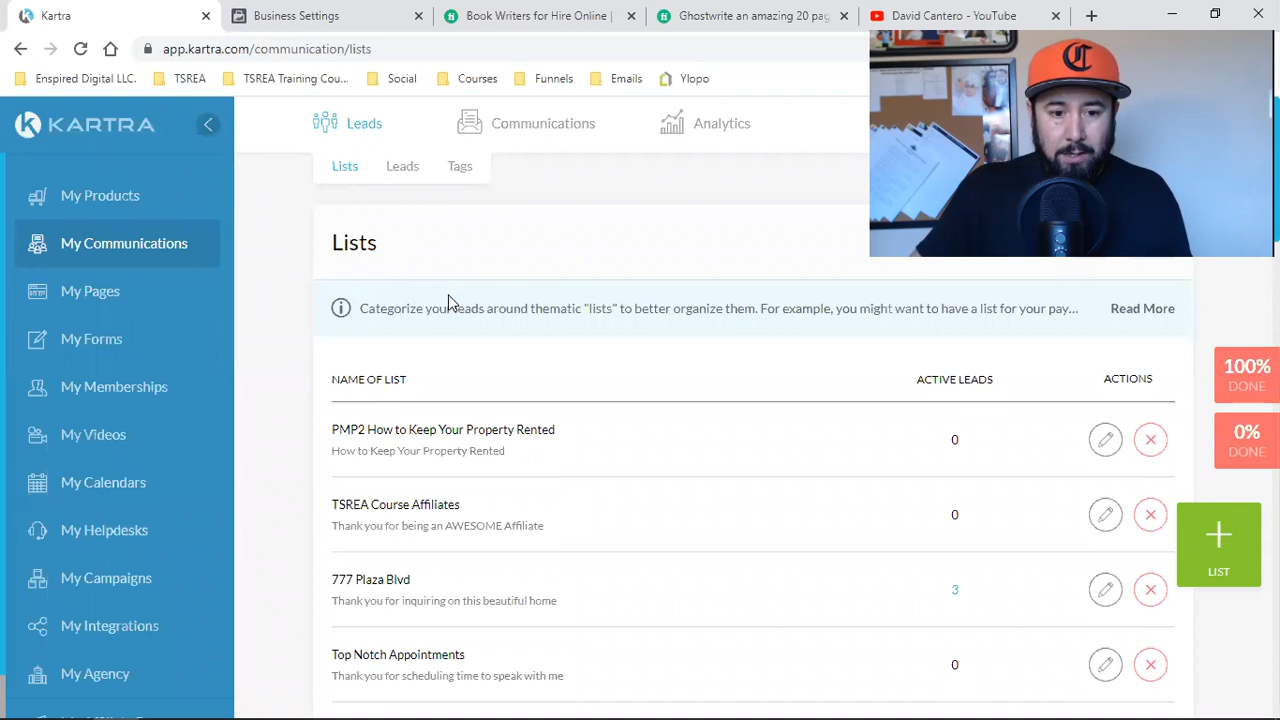 Kartra
Business Settings
Book Writers for Hire Online |
Ghostwrite an amazing 20 pag
David Cantero - YouTube
app.kartra.com/communication/lists
Enspired Digital LLC.
TSREA
TSREA Training Cou...
Social
Courses
Funnels
Emails
Ylopo
KARTRA
Leads
Communications
Analytics
Lists
Leads
Tags
My Products
My Communications
My Pages
My Forms
My Memberships
My Videos
My Calendars
My Helpdesks
My Campaigns
My Integrations
My Agency
Lists
Categorize your leads around thematic "lists" to better organize them. For example, you might want to have a list for your pay...
Read More
NAME OF LIST
ACTIVE LEADS
ACTIONS
PMP2 How to Keep Your Property Rented
How to Keep Your Property Rented
0
TSREA Course Affiliates
Thank you for being an AWESOME Affiliate
0
777 Plaza Blvd
Thank you for inquiring on this beautiful home
3
Top Notch Appointments
Thank you for scheduling time to speak with me
0
100%
DONE
0%
DONE
LIST